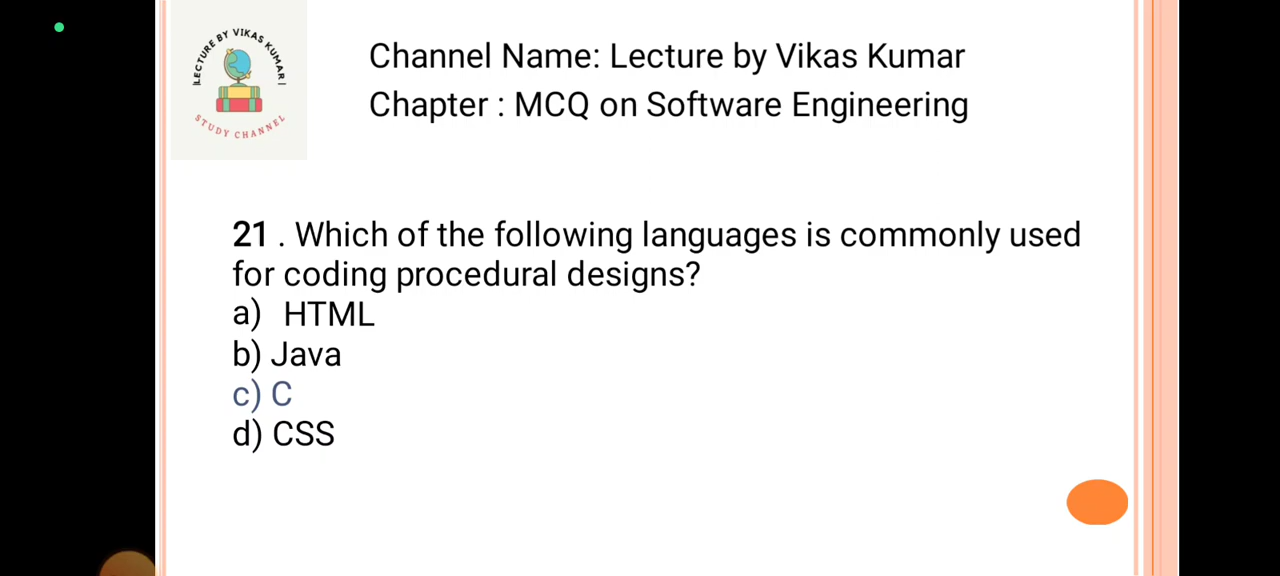 LECTURE BY VIKAS KUMAR
STUDY CHANNEL
Channel Name: Lecture by Vikas Kumar
Chapter : MCQ on Software Engineering
21 . Which of the following languages is commonly used
for coding procedural designs?
a) HTML
b) Java
c) C
d) CSS